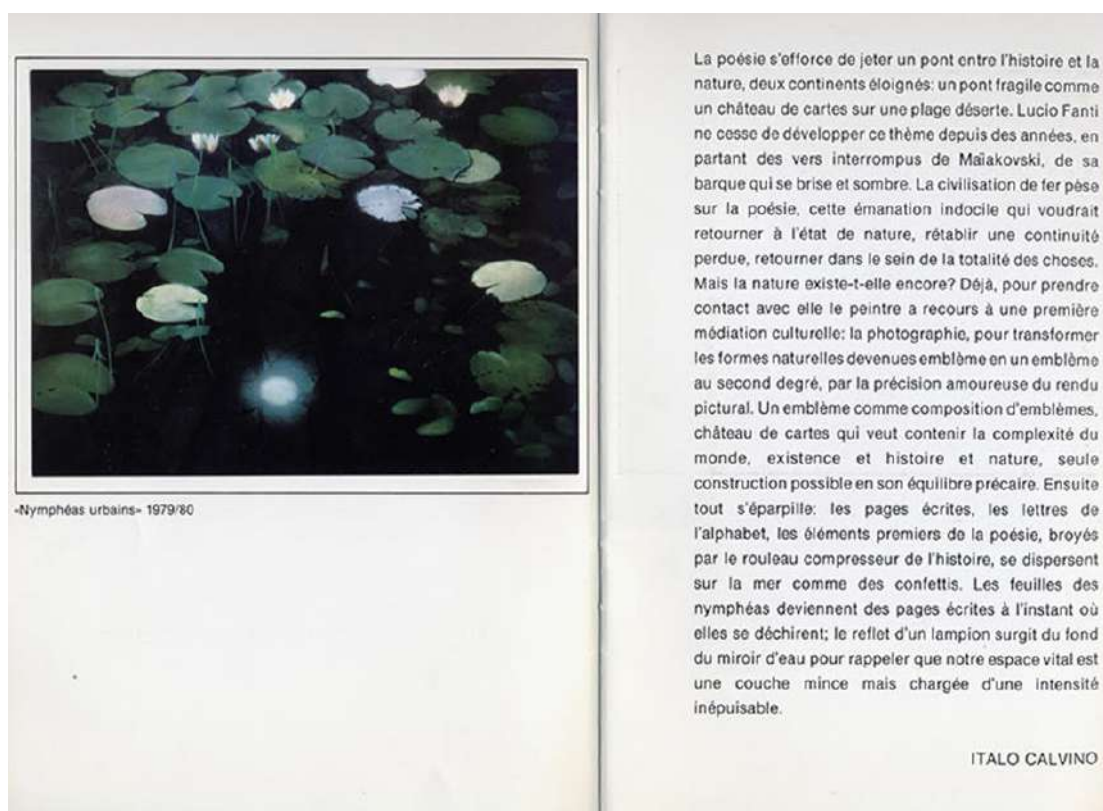 «Nymphéas urbains» 1979/80
La poésie s'efforce de jeter un pont entre l'histoire et la
nature, deux continents éloignés: un pont fragile comme
un château de cartes sur une plage déserte. Lucio Fanti
ne cesse de développer ce thème depuis des années, en
partant des vers interrompus de Maïakovski, de sa
barque qui se brise et sombre. La civilisation de fer pèse
sur la poésie, cette émanation indocile qui voudrait
retourner à l'état de nature, rétablir une continuité
perdue, retourner dans le sein de la totalité des choses.
Mais la nature existe-t-elle encore? Déjà, pour prendre
contact avec elle le peintre a recours à une première
médiation culturelle: la photographie, pour transformer
les formes naturelles devenues emblème en un emblème
au second degré, par la précision amoureuse du rendu
pictural. Un emblème comme composition d'emblèmes,
château de cartes qui veut contenir la complexité du
monde, existence et histoire et nature, seule
construction possible en son équilibre précaire. Ensuite
tout s'éparpille: les pages écrites, les lettres de
l'alphabet, les éléments premiers de la poésie, broyés
par le rouleau compresseur de l'histoire, se dispersent
sur la mer comme des confettis. Les feuilles des
nymphéas deviennent des pages écrites à l'instant où
elles se déchirent; le reflet d'un lampion surgit du fond
du miroir d'eau pour rappeler que notre espace vital est
une couche mince mais chargée d'une intensité
inépuisable.
ITALO CALVINO